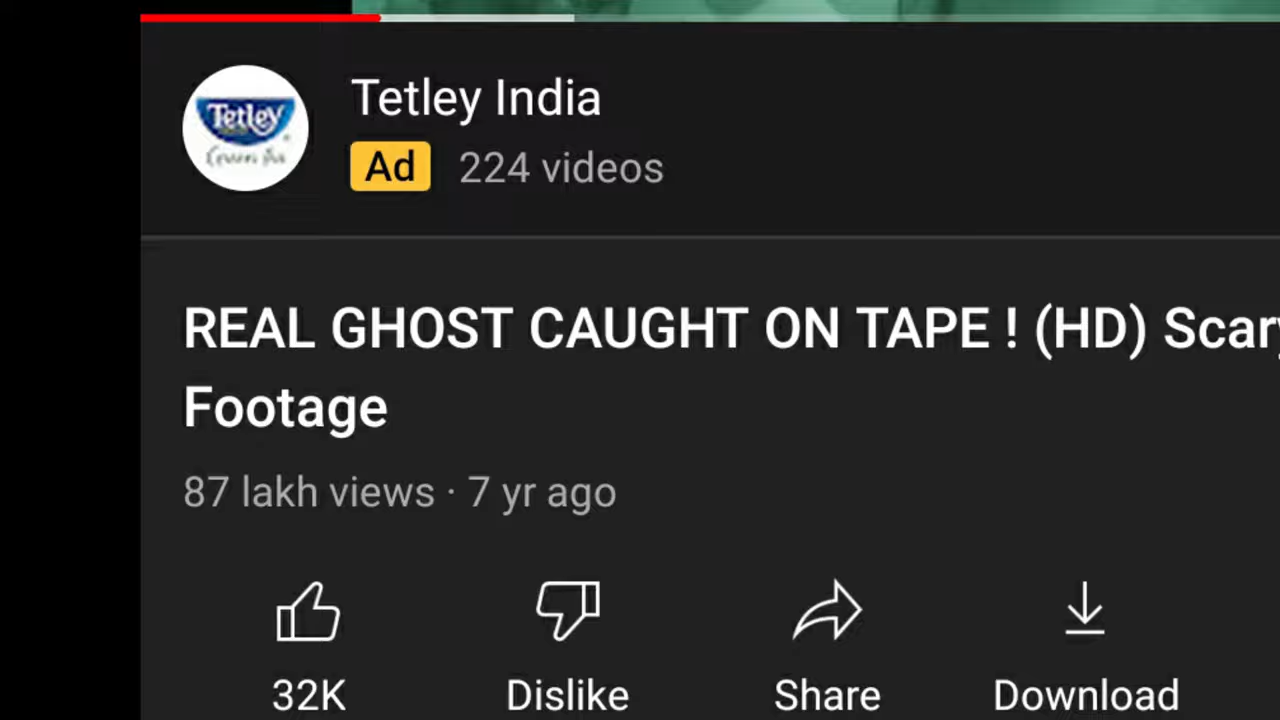 Tetley
Tetley India
Ad 224 videos
REAL GHOST CAUGHT ON TAPE ! (HD) Scary
Footage
87 lakh views · 7 yr ago
32K Dislike Share Download